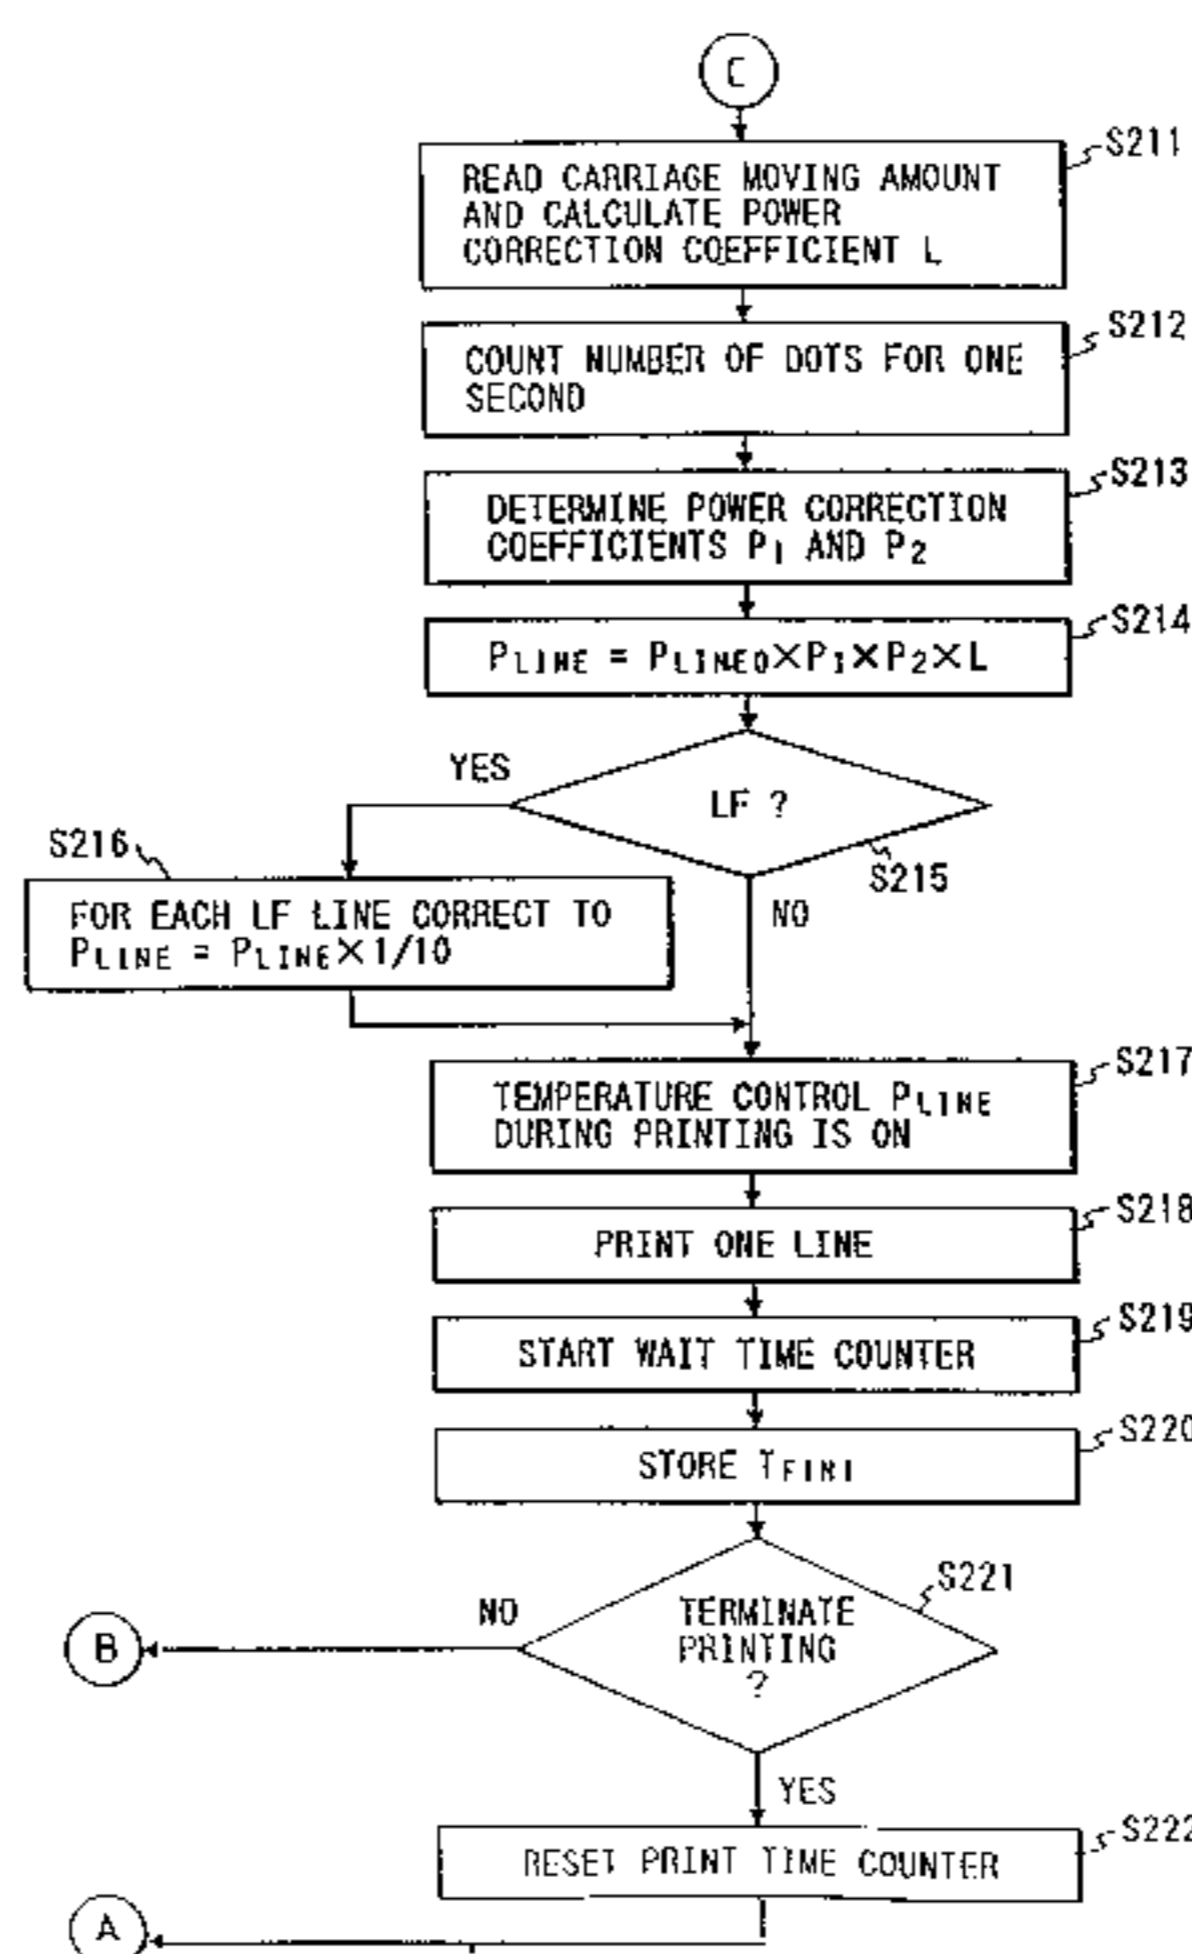 C
S211
READ CARRIAGE MOVING AMOUNT
AND CALCULATE POWER
CORRECTION COEFFICIENT L
S212
COUNT NUMBER OF DOTS FOR ONE
SECOND
S213
DETERMINE POWER CORRECTION
COEFFICIENTS P1 AND P2
S214
PLINE = PLINE0×P1×P2×L
YES
LF ?
S215
NO
S216
FOR EACH LF LINE CORRECT TO
PLINE = PLINE×1/10
S217
TEMPERATURE CONTROL PLINE
DURING PRINTING IS ON
S218
PRINT ONE LINE
S219
START WAIT TIME COUNTER
S220
STORE TFINI
S221
TERMINATE
PRINTING
?
NO
B
YES
S222
RESET PRINT TIME COUNTER
A